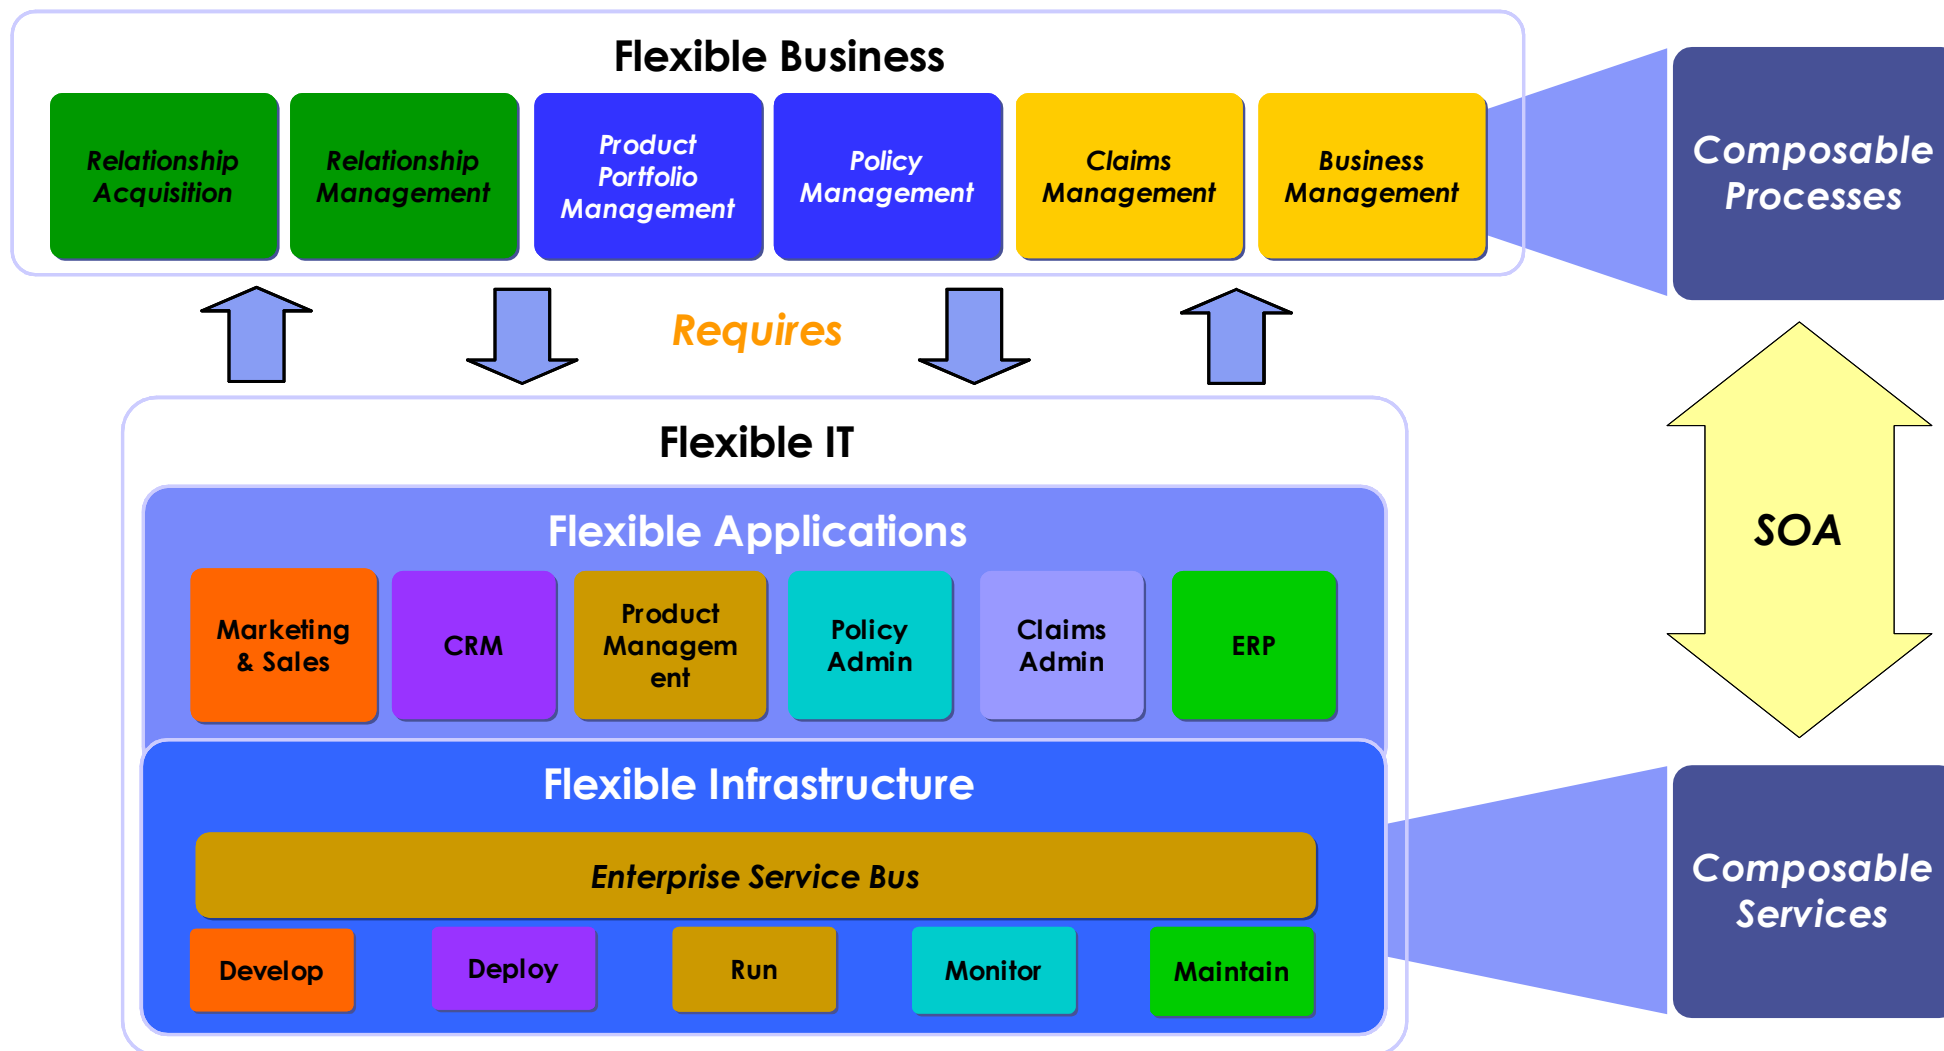 Flexible Business
Relationship
Acquisition
Relationship
Management
Product
Portfolio
Management
Policy
Management
Claims
Management
Business
Management
Composable
Processes
Requires
Flexible IT
Flexible Applications
Marketing
& Sales
CRM
Product
Managem
ent
Policy
Admin
Claims
Admin
ERP
SOA
Flexible Infrastructure
Enterprise Service Bus
Develop
Deploy
Run
Monitor
Maintain
Composable
Services